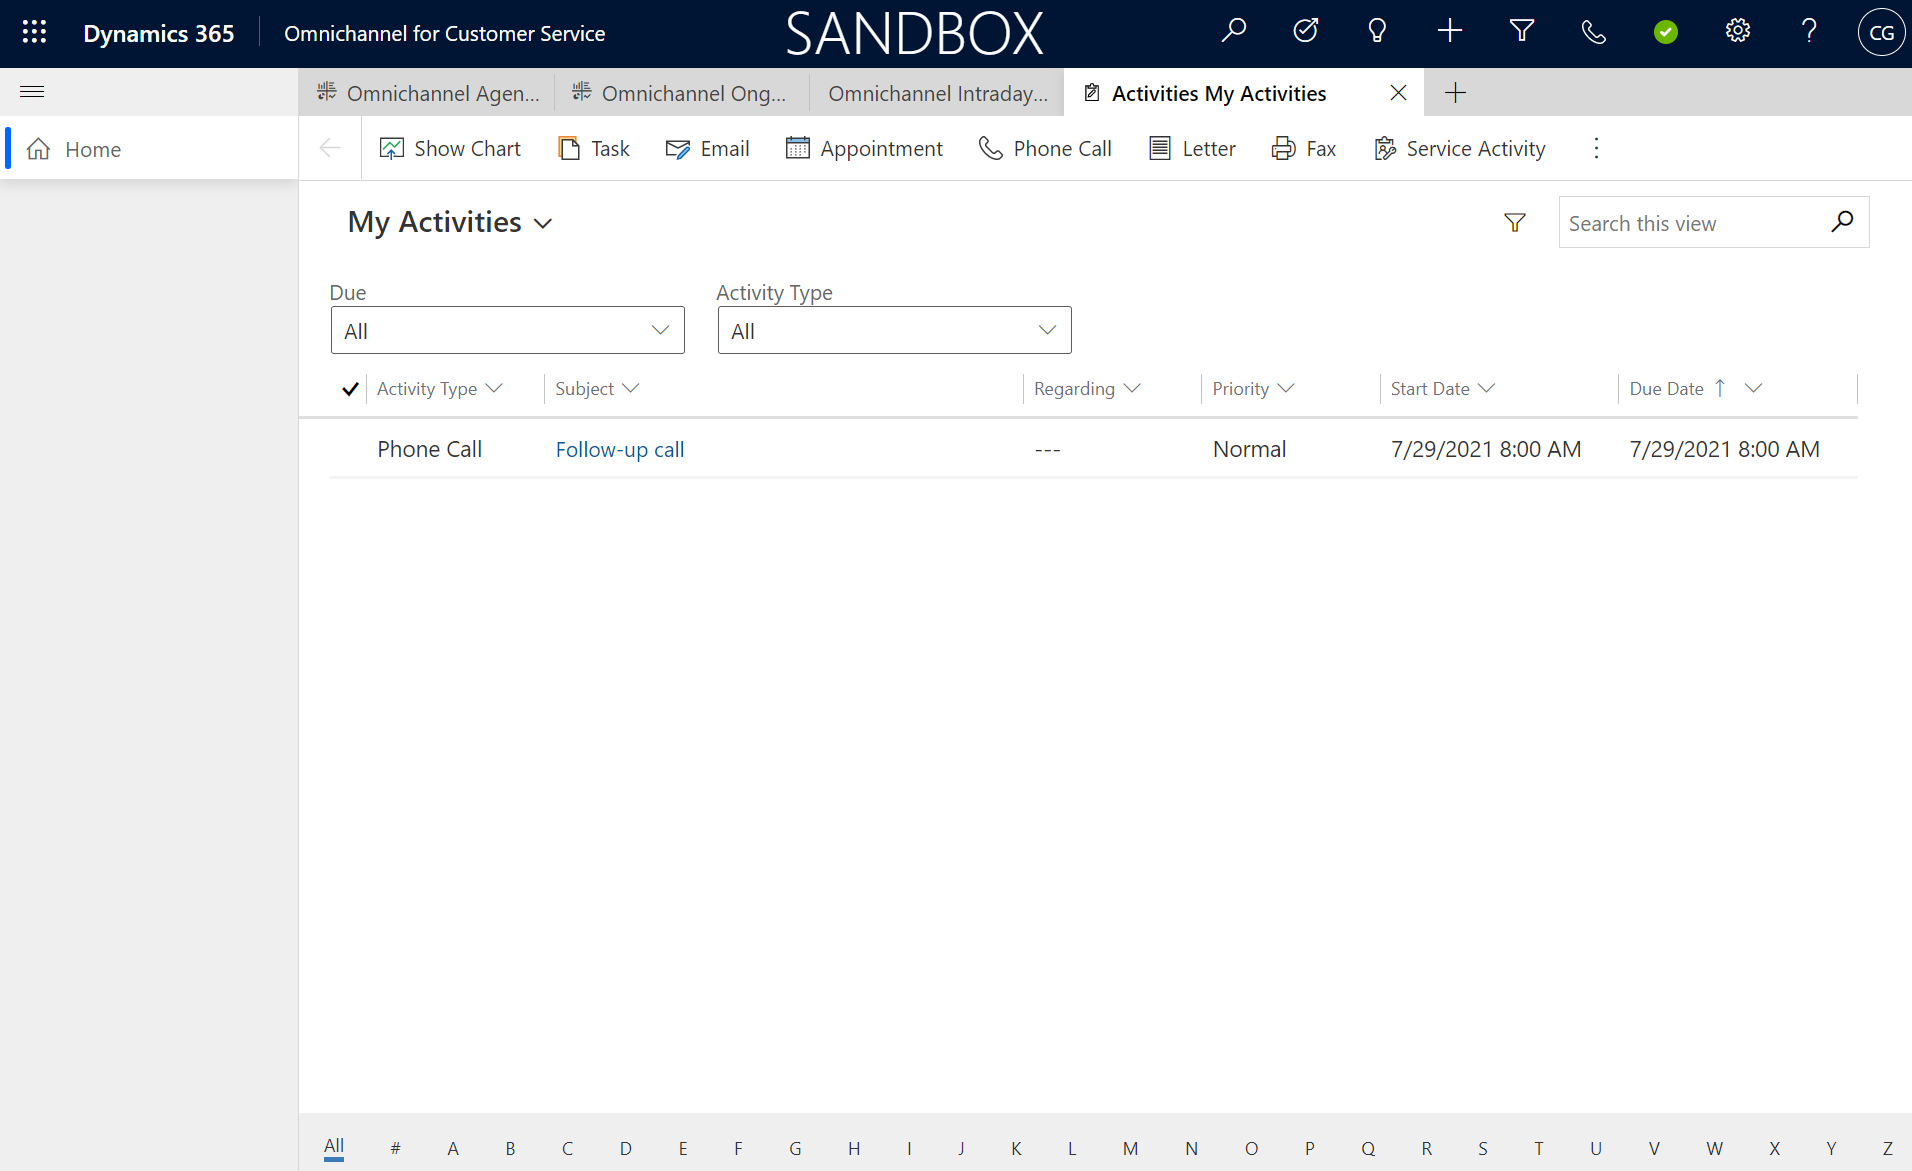 Dynamics 365 Omnichannel for Customer Service SANDBOX ? CG
Omnichannel Agen... Omnichannel Ong... Omnichannel Intraday... Activities My Activities
Home
Show Chart Task Email Appointment Phone Call Letter Fax Service Activity
My Activities
Search this view
Due Activity Type
All All
Activity Type Subject Regarding Priority Start Date Due Date
Phone Call Follow-up call --- Normal 7/29/2021 8:00 AM 7/29/2021 8:00 AM
All # A B C D E F G H I J K L M N O P Q R S T U V W X Y Z